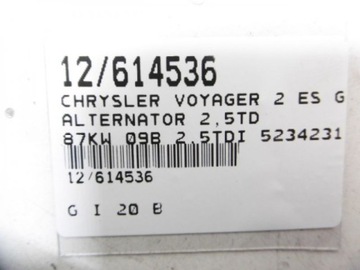 12/614536
CHRYSLER VOYAGER 2 ES G
ALTERNATOR 2,5TD
87KW 09B 2.5TDI 5234231
12/614536
G I 20 B